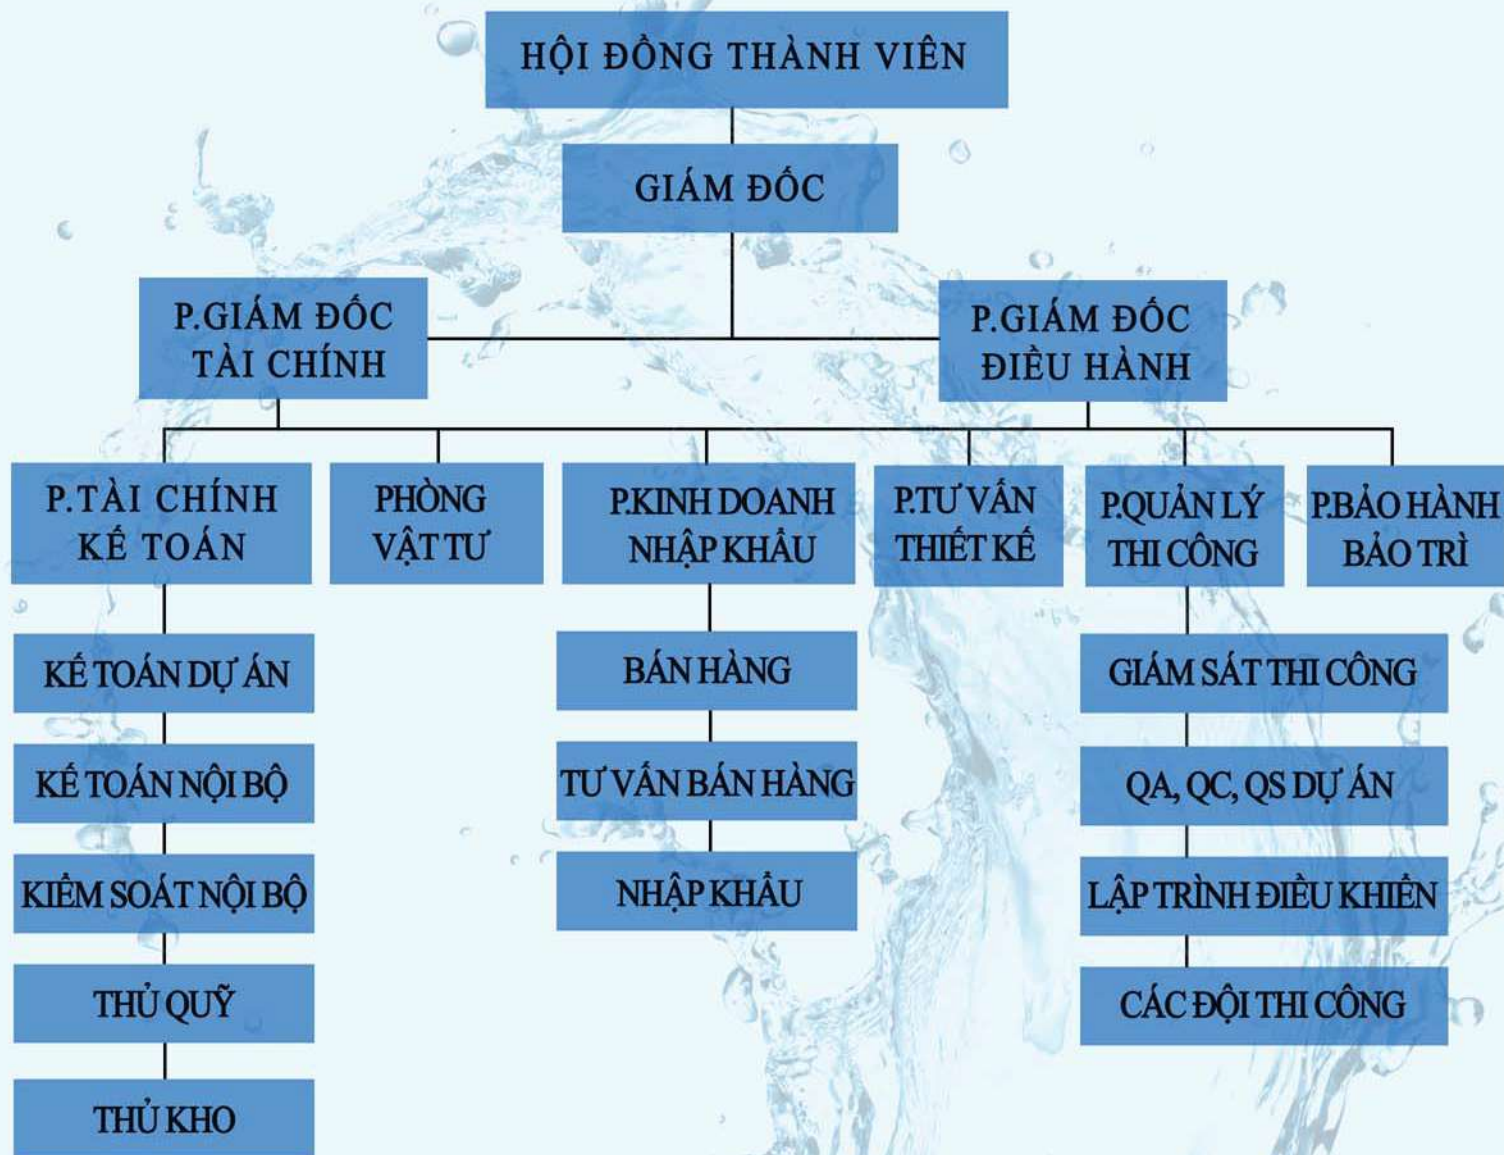 HỘI ĐỒNG THÀNH VIÊN
GIÁM ĐỐC
P.GIÁM ĐỐC
TÀI CHÍNH
P.GIÁM ĐỐC
ĐIỀU HÀNH
P.TÀI CHÍNH
KẾ TOÁN
PHÒNG
VẬT TƯ
P.KINH DOANH
NHẬP KHẨU
P.TƯ VẤN
THIẾT KẾ
P.QUẢN LÝ
THI CÔNG
P.BẢO HÀNH
BẢO TRÌ
KẾ TOÁN DỰ ÁN
KẾ TOÁN NỘI BỘ
KIỂM SOÁT NỘI BỘ
THỦ QUỸ
THỦ KHO
BÁN HÀNG
TƯ VẤN BÁN HÀNG
NHẬP KHẨU
GIÁM SÁT THI CÔNG
QA, QC, QS DỰ ÁN
LẬP TRÌNH ĐIỀU KHIỂN
CÁC ĐỘI THI CÔNG